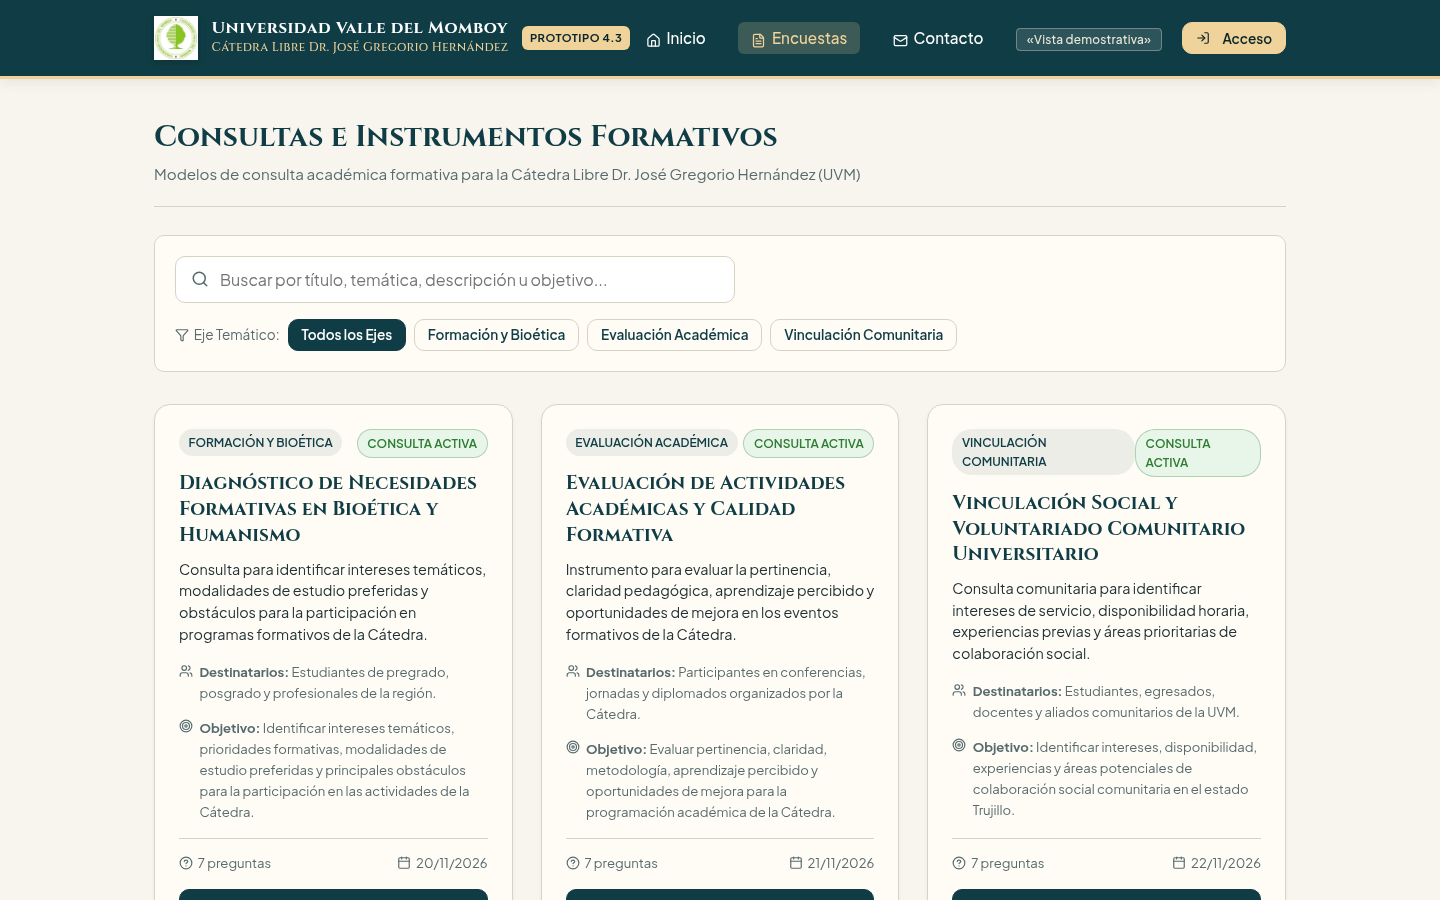 Universidad Valle del Momboy
Cátedra Libre Dr. José Gregorio Hernández
PROTOTIPO 4.3
Inicio
Encuestas
Contacto
«Vista demostrativa»
Acceso
Consultas e Instrumentos Formativos
Modelos de consulta académica formativa para la Cátedra Libre Dr. José Gregorio Hernández (UVM)
Buscar por título, temática, descripción u objetivo...
Eje Temático:
Todos los Ejes
Formación y Bioética
Evaluación Académica
Vinculación Comunitaria
FORMACIÓN Y BIOÉTICA
CONSULTA ACTIVA
Diagnóstico de Necesidades
Formativas en Bioética y
Humanismo
Consulta para identificar intereses temáticos,
modalidades de estudio preferidas y
obstáculos para la participación en
programas formativos de la Cátedra.
Destinatarios: Estudiantes de pregrado,
posgrado y profesionales de la región.
Objetivo: Identificar intereses temáticos,
prioridades formativas, modalidades de
estudio preferidas y principales obstáculos
para la participación en las actividades de la
Cátedra.
7 preguntas
20/11/2026
EVALUACIÓN ACADÉMICA
CONSULTA ACTIVA
Evaluación de Actividades
Académicas y Calidad
Formativa
Instrumento para evaluar la pertinencia,
claridad pedagógica, aprendizaje percibido y
oportunidades de mejora en los eventos
formativos de la Cátedra.
Destinatarios: Participantes en conferencias,
jornadas y diplomados organizados por la
Cátedra.
Objetivo: Evaluar pertinencia, claridad,
metodología, aprendizaje percibido y
oportunidades de mejora para la
programación académica de la Cátedra.
7 preguntas
21/11/2026
VINCULACIÓN
COMUNITARIA
CONSULTA
ACTIVA
Vinculación Social y
Voluntariado Comunitario
Universitario
Consulta comunitaria para identificar
intereses de servicio, disponibilidad horaria,
experiencias previas y áreas prioritarias de
colaboración social.
Destinatarios: Estudiantes, egresados,
docentes y aliados comunitarios de la UVM.
Objetivo: Identificar intereses, disponibilidad,
experiencias y áreas potenciales de
colaboración social comunitaria en el estado
Trujillo.
7 preguntas
22/11/2026